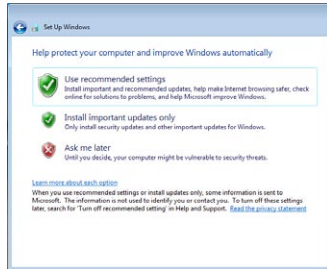 Set Up Windows
Help protect your computer and improve Windows automatically
Use recommended settings
Install important and recommended updates, help make Internet browsing safer, check
online for solutions to problems, and help Microsoft improve Windows.
Install important updates only
Only install security updates and other important updates for Windows.
Ask me later
Until you decide, your computer might be vulnerable to security threats.
Learn more about each option
When you use recommended settings or install updates only, some information is sent to
Microsoft. The information is not used to identify you or contact you. To turn off these settings
later, search for 'Turn off recommended setting' in Help and Support. Read the privacy statement